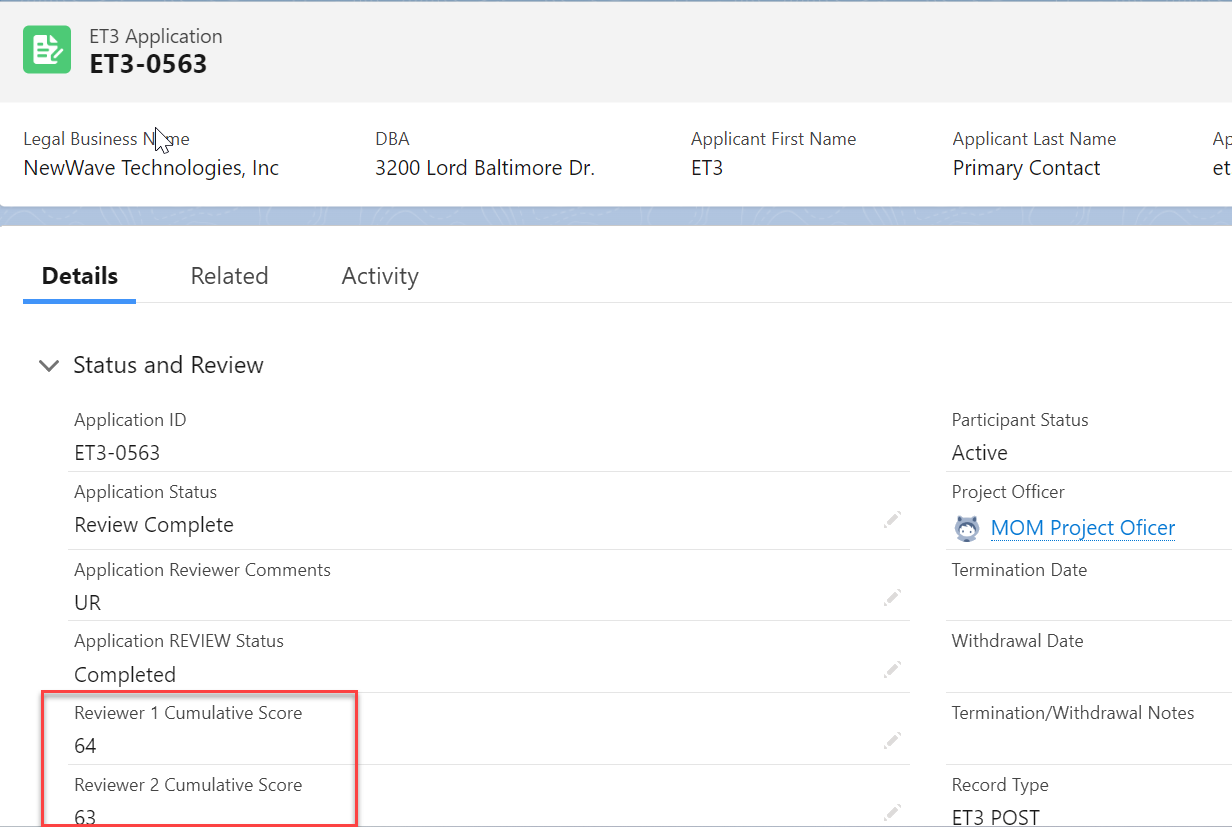 ET3 Application
ET3-0563
Legal Business Name DBA Applicant First Name Applicant Last Name
NewWave Technologies, Inc 3200 Lord Baltimore Dr. ET3 Primary Contact
Details Related Activity
Status and Review
Application ID Participant Status
ET3-0563 Active
Application Status Project Officer
Review Complete MOM Project Oficer
Application Reviewer Comments Termination Date
UR
Application REVIEW Status Withdrawal Date
Completed
Reviewer 1 Cumulative Score Termination/Withdrawal Notes
64
Reviewer 2 Cumulative Score Record Type
63 ET3 POST